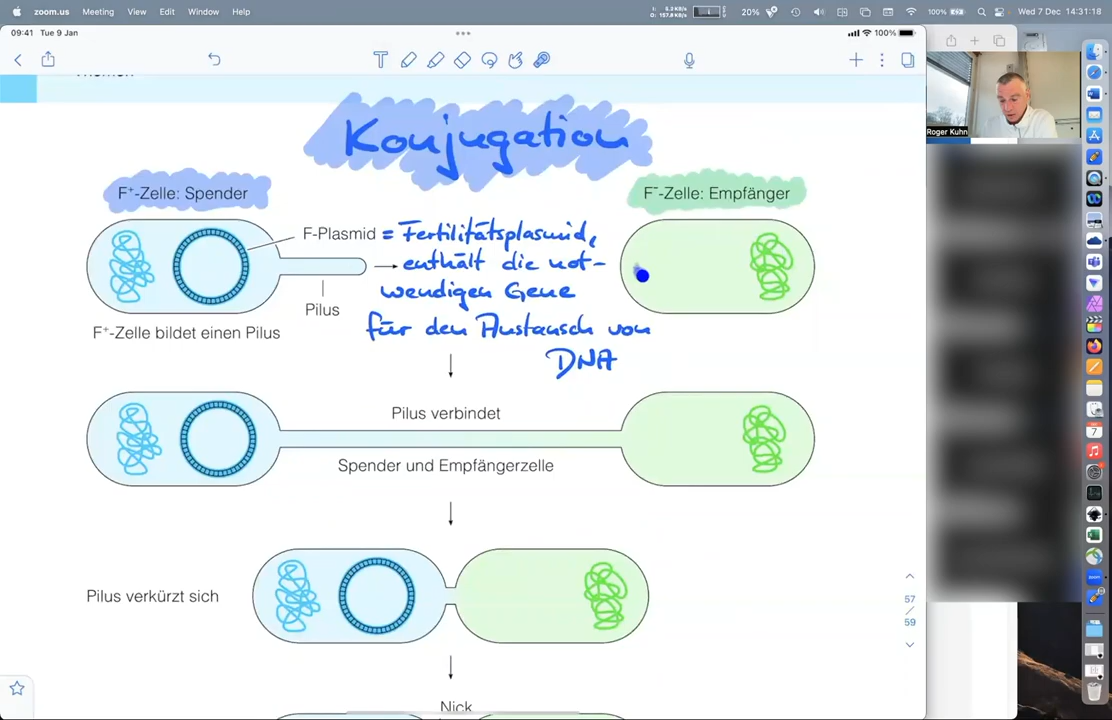 zoom.us Meeting View Edit Window Help
20% 100% Wed 7 Dec 14:31:18
09:41 Tue 9 Jan
100%
Konjugation
F⁺-Zelle: Spender
F⁻-Zelle: Empfänger
F-Plasmid = Fertilitätsplasmid,
enthält die not-
wendigen Gene
für den Austausch von
DNA
Pilus
F⁺-Zelle bildet einen Pilus
Pilus verbindet
Spender und Empfängerzelle
Pilus verkürzt sich
57
/
59
Nick
Roger Kuhn